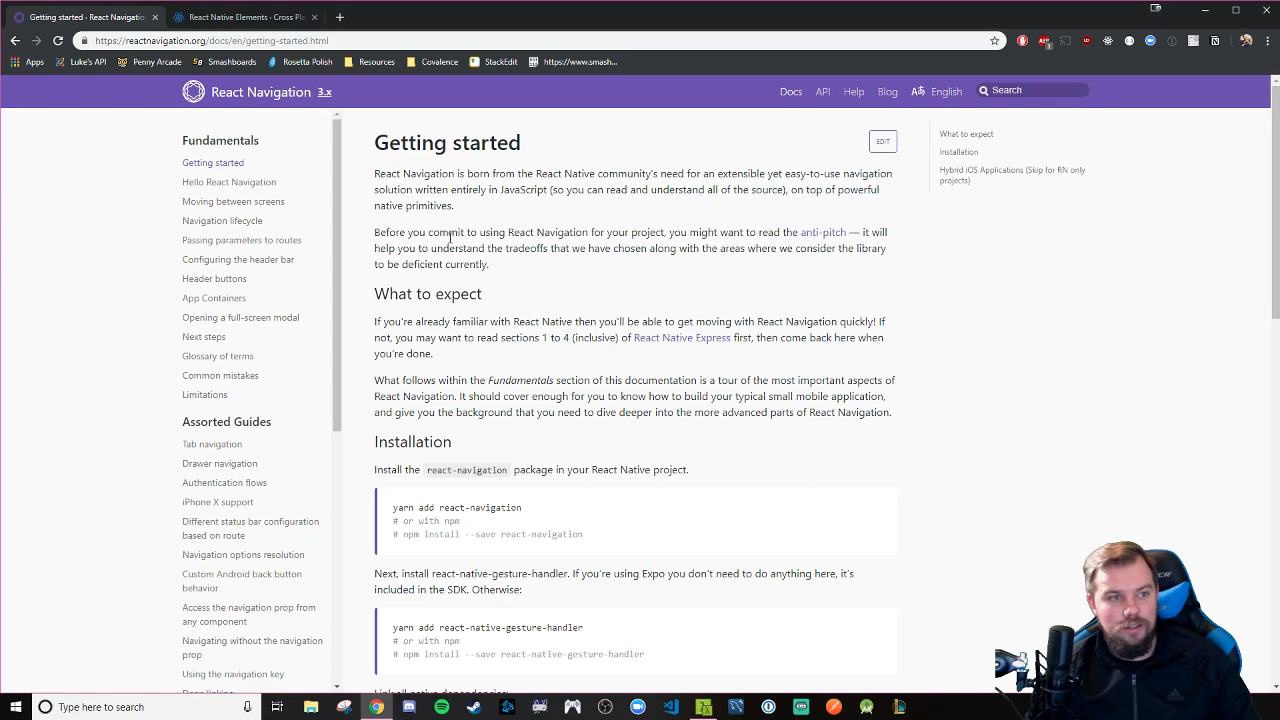 Getting started · React Navigation
React Native Elements · Cross Pla
https://reactnavigation.org/docs/en/getting-started.html
Apps
Luke's API
Penny Arcade
Smashboards
Rosetta Polish
Resources
Covalence
StackEdit
https://www.smash...
React Navigation 3.x
Docs
API
Help
Blog
English
Search
Fundamentals
Getting started
Hello React Navigation
Moving between screens
Navigation lifecycle
Passing parameters to routes
Configuring the header bar
Header buttons
App Containers
Opening a full-screen modal
Next steps
Glossary of terms
Common mistakes
Limitations
Assorted Guides
Tab navigation
Drawer navigation
Authentication flows
iPhone X support
Different status bar configuration
based on route
Navigation options resolution
Custom Android back button
behavior
Access the navigation prop from
any component
Navigating without the navigation
prop
Using the navigation key
Deep linking
Getting started
EDIT
React Navigation is born from the React Native community's need for an extensible yet easy-to-use navigation
solution written entirely in JavaScript (so you can read and understand all of the source), on top of powerful
native primitives.
Before you commit to using React Navigation for your project, you might want to read the anti-pitch — it will
help you to understand the tradeoffs that we have chosen along with the areas where we consider the library
to be deficient currently.
What to expect
If you're already familiar with React Native then you'll be able to get moving with React Navigation quickly! If
not, you may want to read sections 1 to 4 (inclusive) of React Native Express first, then come back here when
you're done.
What follows within the Fundamentals section of this documentation is a tour of the most important aspects of
React Navigation. It should cover enough for you to know how to build your typical small mobile application,
and give you the background that you need to dive deeper into the more advanced parts of React Navigation.
Installation
Install the react-navigation package in your React Native project.
yarn add react-navigation
# or with npm
# npm install --save react-navigation
Next, install react-native-gesture-handler. If you're using Expo you don't need to do anything here, it's
included in the SDK. Otherwise:
yarn add react-native-gesture-handler
# or with npm
# npm install --save react-native-gesture-handler
Link all native dependencies:
What to expect
Installation
Hybrid iOS Applications (Skip for RN only
projects)
Type here to search